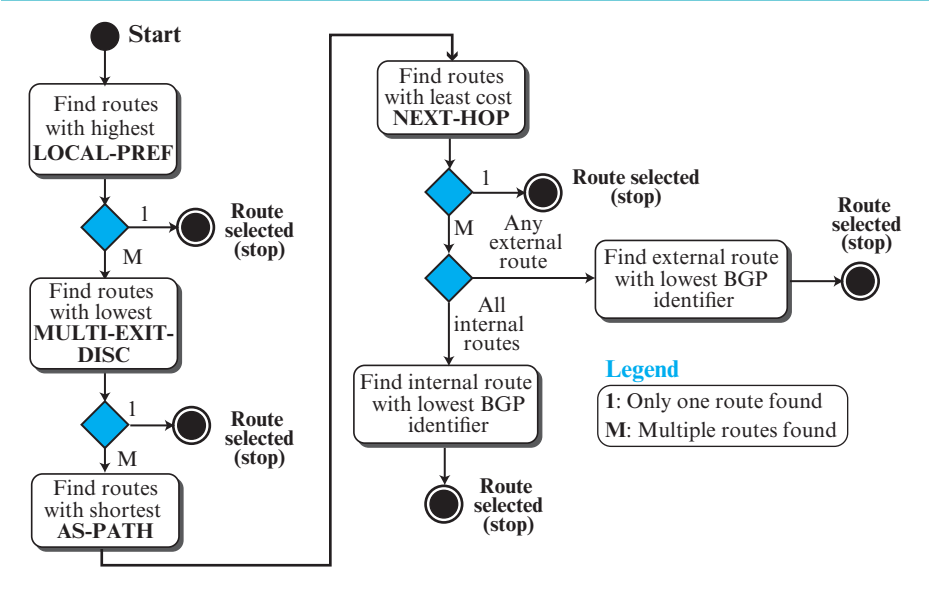 Start
Find routes
with highest
LOCAL-PREF
1
Route
selected
(stop)
M
Find routes
with lowest
MULTI-EXIT-
DISC
1
Route
selected
(stop)
M
Find routes
with shortest
AS-PATH
Find routes
with least cost
NEXT-HOP
1
Route selected
(stop)
M
Any
external
route
Find external route
with lowest BGP
identifier
Route
selected
(stop)
All
internal
routes
Find internal route
with lowest BGP
identifier
Route
selected
(stop)
Legend
1: Only one route found
M: Multiple routes found